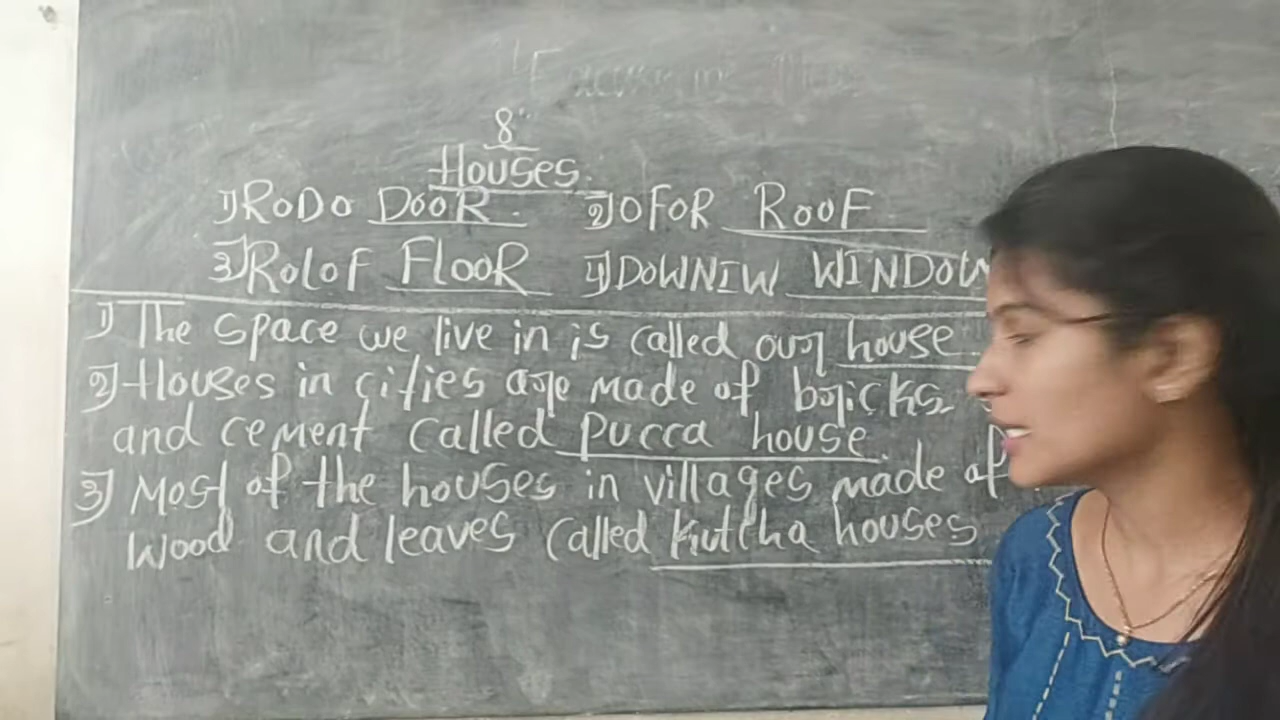 8
Houses.
1) RODO DOOR. 2) OFOR ROOF
3) ROLOF FLOOR 4) DOWNIW WINDOW
1) The space we live in is called our house.
2) Houses in cities are made of bricks
and cement called pucca house.
3) Most of the houses in villages made of
wood and leaves called kutcha houses